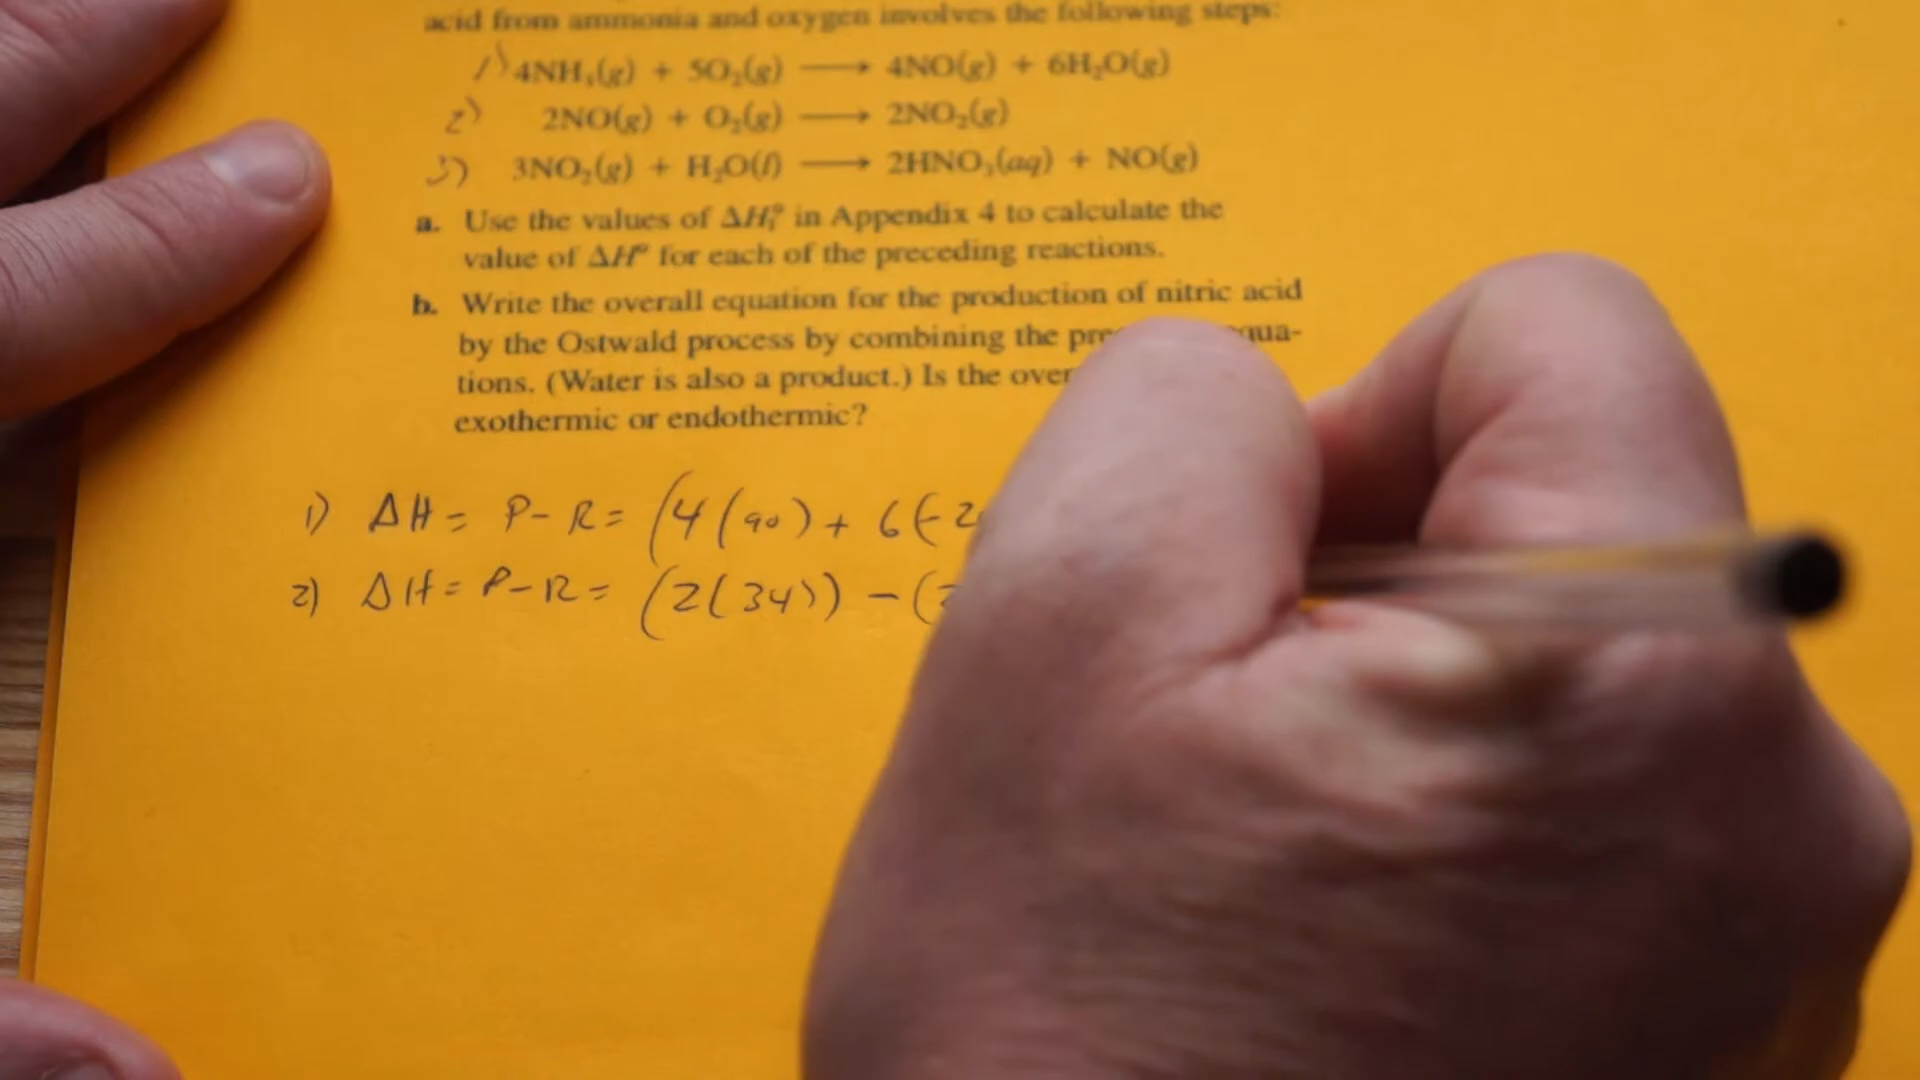 acid from ammonia and oxygen involves the following steps:
1) 4NH₃(g) + 5O₂(g) ⟶ 4NO(g) + 6H₂O(g)
2) 2NO(g) + O₂(g) ⟶ 2NO₂(g)
3) 3NO₂(g) + H₂O(l) ⟶ 2HNO₃(aq) + NO(g)
a. Use the values of ΔH°f in Appendix 4 to calculate the
value of ΔH° for each of the preceding reactions.
b. Write the overall equation for the production of nitric acid
by the Ostwald process by combining the qua-
tions. (Water is also a product.) Is the
exothermic or endothermic?
1) ΔH = P - R = (4(90) + 6(-2
2) ΔH = P - R = (2(34)) - (